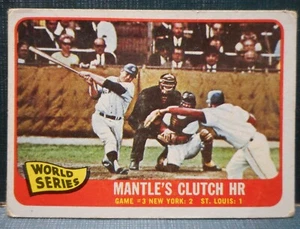 WORLD
SERIES
MANTLE'S CLUTCH HR
GAME #3 NEW YORK: 2 ST. LOUIS: 1